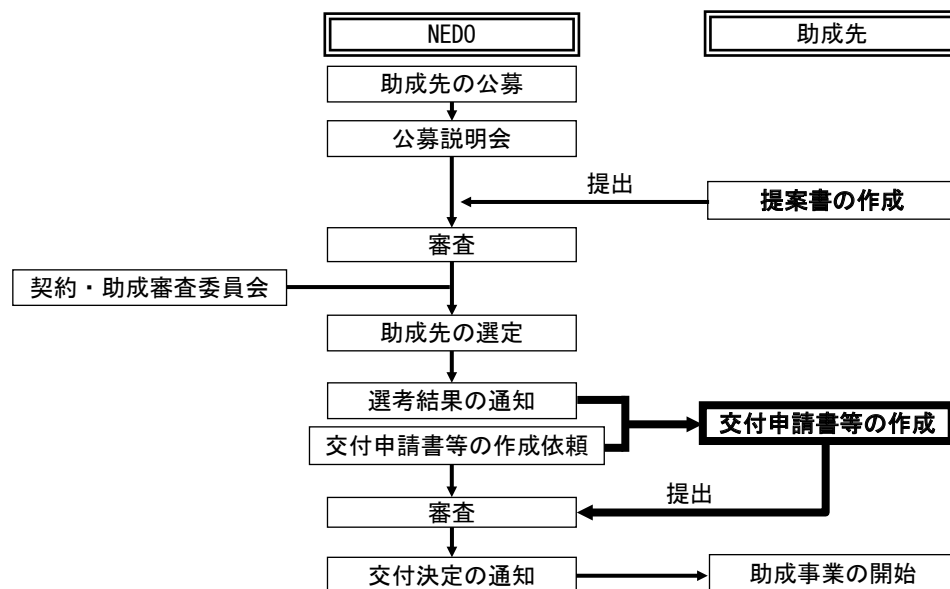 NEDO
助成先
助成先の公募
公募説明会
提出
提案書の作成
審査
契約・助成審査委員会
助成先の選定
選考結果の通知
交付申請書等の作成
交付申請書等の作成依頼
提出
審査
交付決定の通知
助成事業の開始